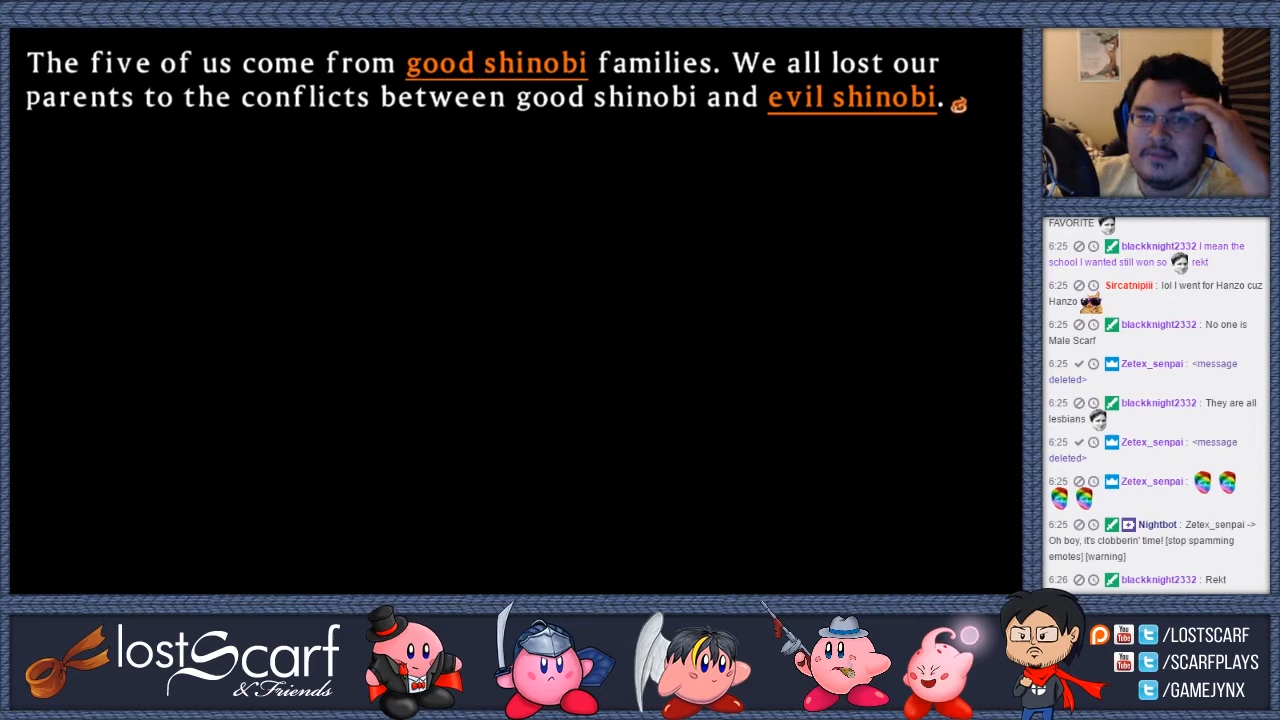 The five of us come from good shinobi families. We all lost our
parents to the conflicts between good shinobi and evil shinobi.
FAVORITE
6:25 blackknight2332 I mean the
school I wanted still won so rekt
6:25 Sircatnipiii : lol I went for Hanzo cuz
Hanzo
6:25 blackknight2332 : No one is
Male Scarf
6:25 Zetex_senpai : <message
deleted>
6:25 blackknight2332 : They are all
lesbians
6:25 Zetex_senpai : <message
deleted>
6:25 Zetex_senpai :
6:25 Nightbot : Zetex_senpai ->
Oh boy, it's clobberin' time! [stop spamming
emotes] [warning]
6:26 blackknight2332 : Rekt
lostScarf
& Friends
You Tube /LOSTSCARF
You Tube /SCARFPLAYS
/GAMEJYNX